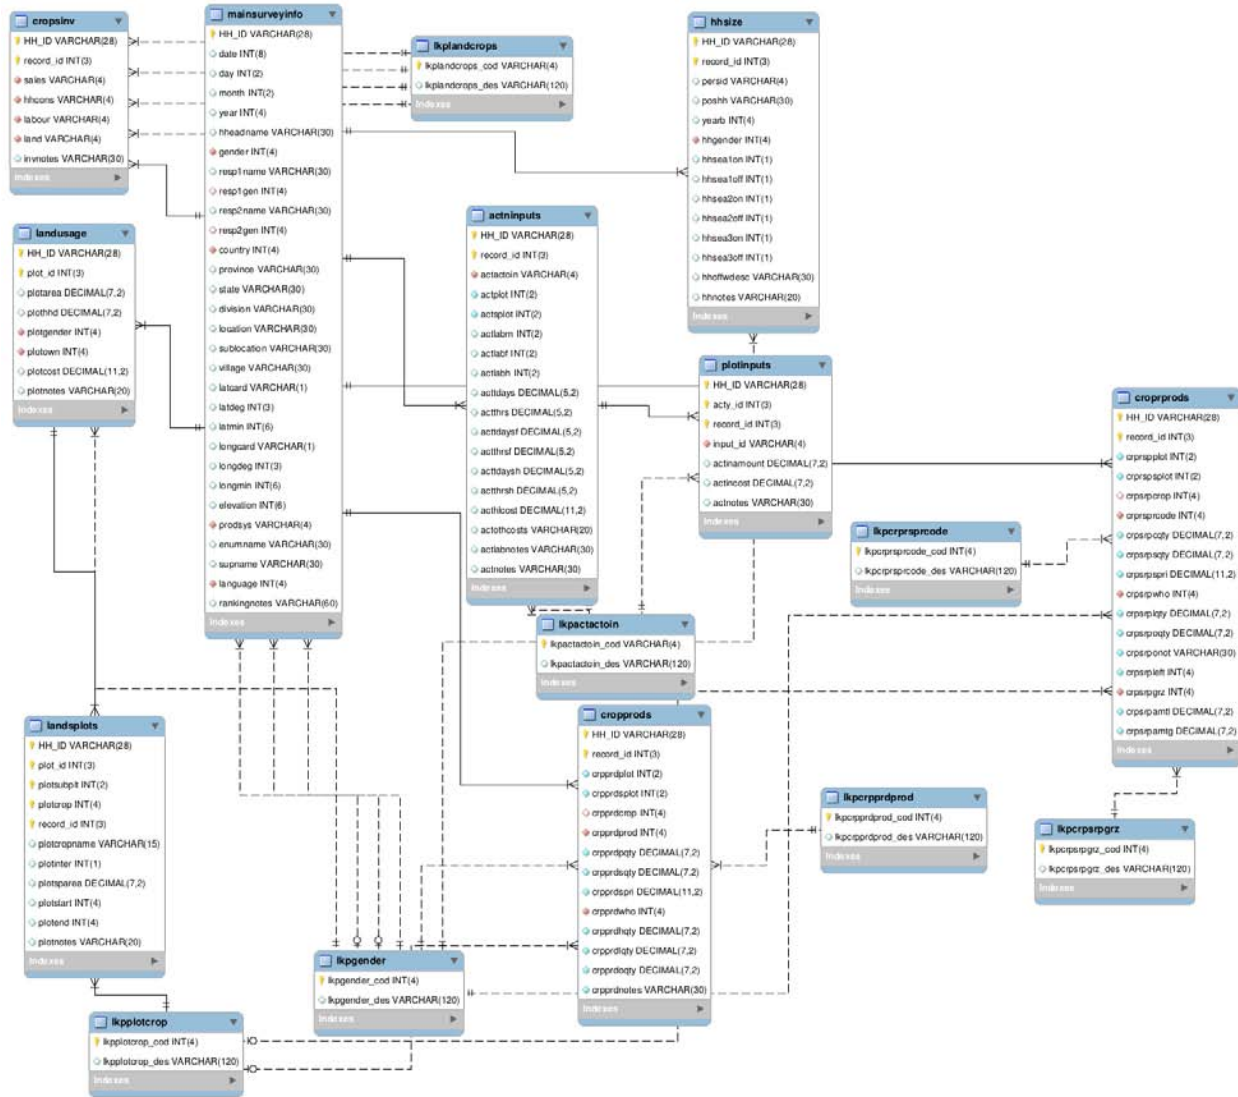 cropsinv
HH_ID VARCHAR(28)
record_id INT(3)
sales VARCHAR(4)
hhcons VARCHAR(4)
labour VARCHAR(4)
land VARCHAR(4)
invnotes VARCHAR(30)
Indexes
mainsurveyinfo
HH_ID VARCHAR(28)
date INT(8)
day INT(2)
month INT(2)
year INT(4)
hheadname VARCHAR(30)
gender INT(4)
resp1name VARCHAR(30)
resp1gen INT(4)
resp2name VARCHAR(30)
resp2gen INT(4)
country INT(4)
province VARCHAR(30)
state VARCHAR(30)
division VARCHAR(30)
location VARCHAR(30)
sublocation VARCHAR(30)
village VARCHAR(30)
latcard VARCHAR(1)
latdeg INT(3)
latmin INT(6)
longcard VARCHAR(1)
longdeg INT(3)
longmin INT(6)
elevation INT(6)
prodsys VARCHAR(4)
enumname VARCHAR(30)
supname VARCHAR(30)
language INT(4)
rankingnotes VARCHAR(60)
Indexes
lkplandcrops
lkplandcrops_cod VARCHAR(4)
lkplandcrops_des VARCHAR(120)
Indexes
hhsize
HH_ID VARCHAR(28)
record_id INT(3)
persid VARCHAR(4)
poshh VARCHAR(30)
yearb INT(4)
hhgender INT(4)
hhsea1on INT(1)
hhsea1off INT(1)
hhsea2on INT(1)
hhsea2off INT(1)
hhsea3on INT(1)
hhsea3off INT(1)
hhoffwdesc VARCHAR(30)
hhnotes VARCHAR(20)
Indexes
landusage
HH_ID VARCHAR(28)
plot_id INT(3)
plotarea DECIMAL(7,2)
plothhd DECIMAL(7,2)
plotgender INT(4)
plotown INT(4)
plotcost DECIMAL(11,2)
plotnotes VARCHAR(20)
Indexes
actninputs
HH_ID VARCHAR(28)
record_id INT(3)
actactoin VARCHAR(4)
actplot INT(2)
actsplot INT(2)
actlabm INT(2)
actlabf INT(2)
actlabh INT(2)
acttdays DECIMAL(5,2)
actthrs DECIMAL(5,2)
acttdaysf DECIMAL(5,2)
actthrsf DECIMAL(5,2)
acttdaysh DECIMAL(5,2)
actthrsh DECIMAL(5,2)
acthlcost DECIMAL(11,2)
actothcosts VARCHAR(20)
actlabnotes VARCHAR(30)
actnotes VARCHAR(30)
Indexes
plotinputs
HH_ID VARCHAR(28)
acty_id INT(3)
record_id INT(3)
input_id VARCHAR(4)
actinamount DECIMAL(7,2)
actincost DECIMAL(7,2)
actnotes VARCHAR(30)
Indexes
croprprods
HH_ID VARCHAR(28)
record_id INT(3)
crprspplot INT(2)
crprspsplot INT(2)
crpsrpcrop INT(4)
crprsprcode INT(4)
crpsrpcqty DECIMAL(7,2)
crpsrpsqty DECIMAL(7,2)
crpsrpspri DECIMAL(11,2)
crpsrpwho INT(4)
crpsrplqty DECIMAL(7,2)
crpsrpoqty DECIMAL(7,2)
crpsrponot VARCHAR(30)
crpsrpleft INT(4)
crpsrpgrz INT(4)
crpsrpamtl DECIMAL(7,2)
crpsrpamtg DECIMAL(7,2)
Indexes
lkpcrprsprcode
lkpcrprsprcode_cod INT(4)
lkpcrprsprcode_des VARCHAR(120)
Indexes
lkpactactoin
lkpactactoin_cod VARCHAR(4)
lkpactactoin_des VARCHAR(120)
Indexes
landsplots
HH_ID VARCHAR(28)
plot_id INT(3)
plotsubplt INT(2)
plotcrop INT(4)
record_id INT(3)
plotcropname VARCHAR(15)
plotinter INT(1)
plotsparea DECIMAL(7,2)
plotstart INT(4)
plotend INT(4)
plotnotes VARCHAR(20)
Indexes
cropprods
HH_ID VARCHAR(28)
record_id INT(3)
crpprdplot INT(2)
crpprdsplot INT(2)
crpprdcrop INT(4)
crpprdprod INT(4)
crpprdpqty DECIMAL(7,2)
crpprdsqty DECIMAL(7,2)
crpprdspri DECIMAL(11,2)
crpprdwho INT(4)
crpprdhqty DECIMAL(7,2)
crpprdlqty DECIMAL(7,2)
crpprdoqty DECIMAL(7,2)
crpprdnotes VARCHAR(30)
Indexes
lkpcrpprdprod
lkpcrpprdprod_cod INT(4)
lkpcrpprdprod_des VARCHAR(120)
Indexes
lkpcrpsrpgrz
lkpcrpsrpgrz_cod INT(4)
lkpcrpsrpgrz_des VARCHAR(120)
Indexes
lkpgender
lkpgender_cod INT(4)
lkpgender_des VARCHAR(120)
Indexes
lkpplotcrop
lkpplotcrop_cod INT(4)
lkpplotcrop_des VARCHAR(120)
Indexes